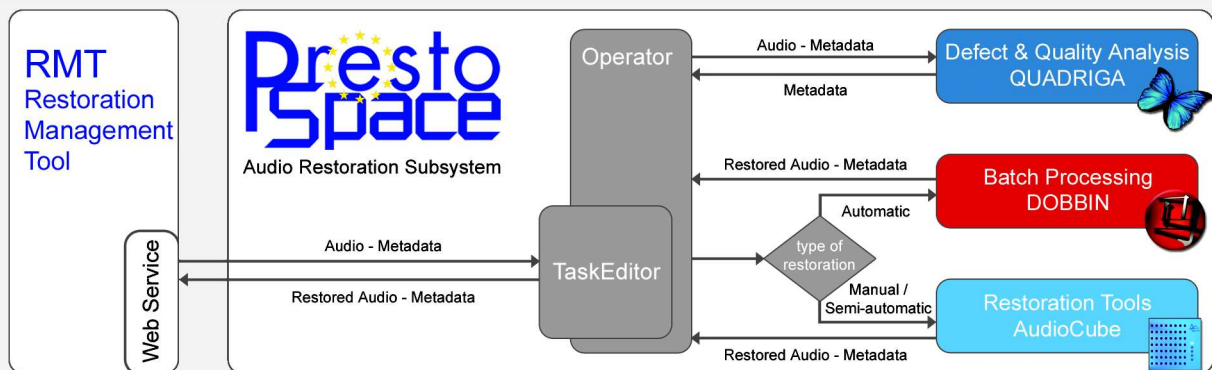 RMT
Restoration
Management
Tool
Web Service
Presto
Space
Audio Restoration Subsystem
Audio - Metadata
Restored Audio - Metadata
Operator
TaskEditor
Audio - Metadata
Metadata
Defect & Quality Analysis
QUADRIGA
Restored Audio - Metadata
Batch Processing
DOBBIN
Automatic
type of
restoration
Manual /
Semi-automatic
Restoration Tools
AudioCube
Restored Audio - Metadata